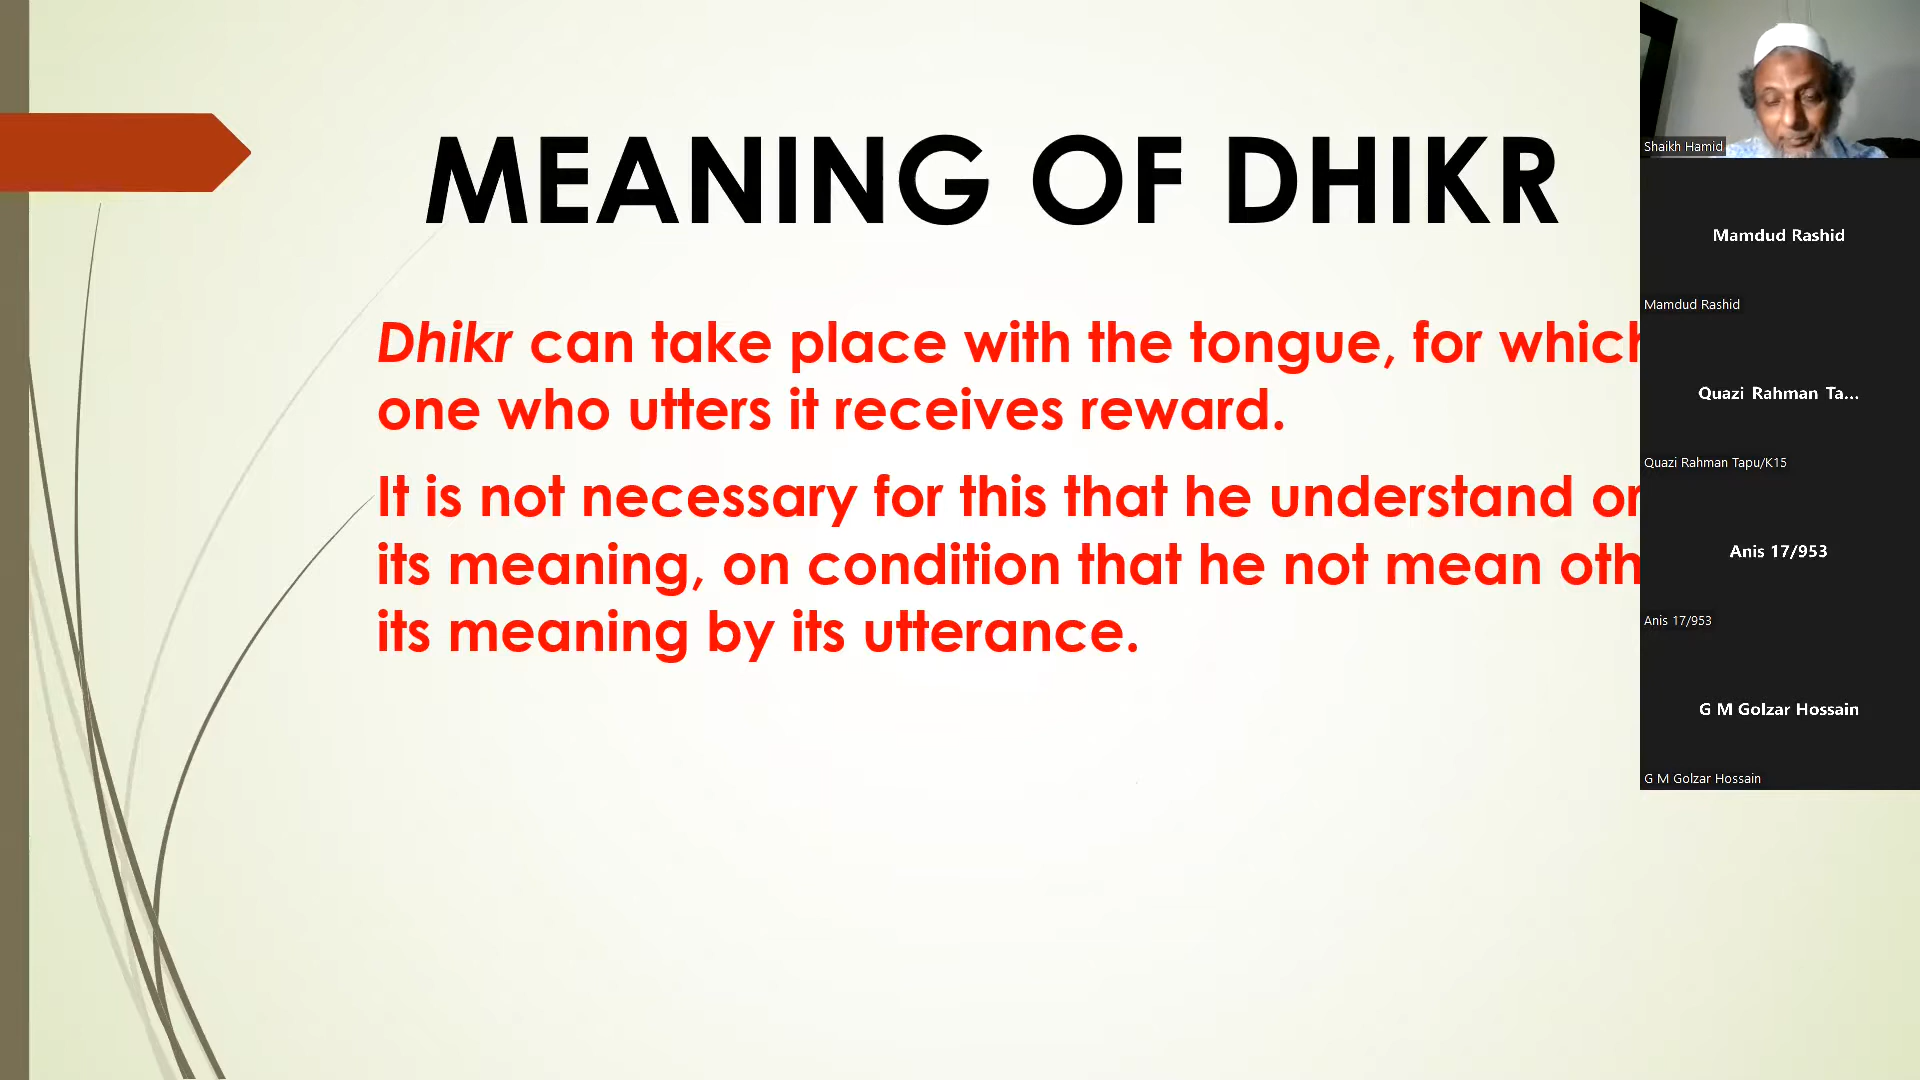 MEANING OF DHIKR
Dhikr can take place with the tongue, for which
one who utters it receives reward.
It is not necessary for this that he understand or
its meaning, on condition that he not mean oth
its meaning by its utterance.
Shaikh Hamid
Mamdud Rashid
Mamdud Rashid
Quazi Rahman Ta...
Quazi Rahman Tapu/K15
Anis 17/953
Anis 17/953
G M Golzar Hossain
G M Golzar Hossain